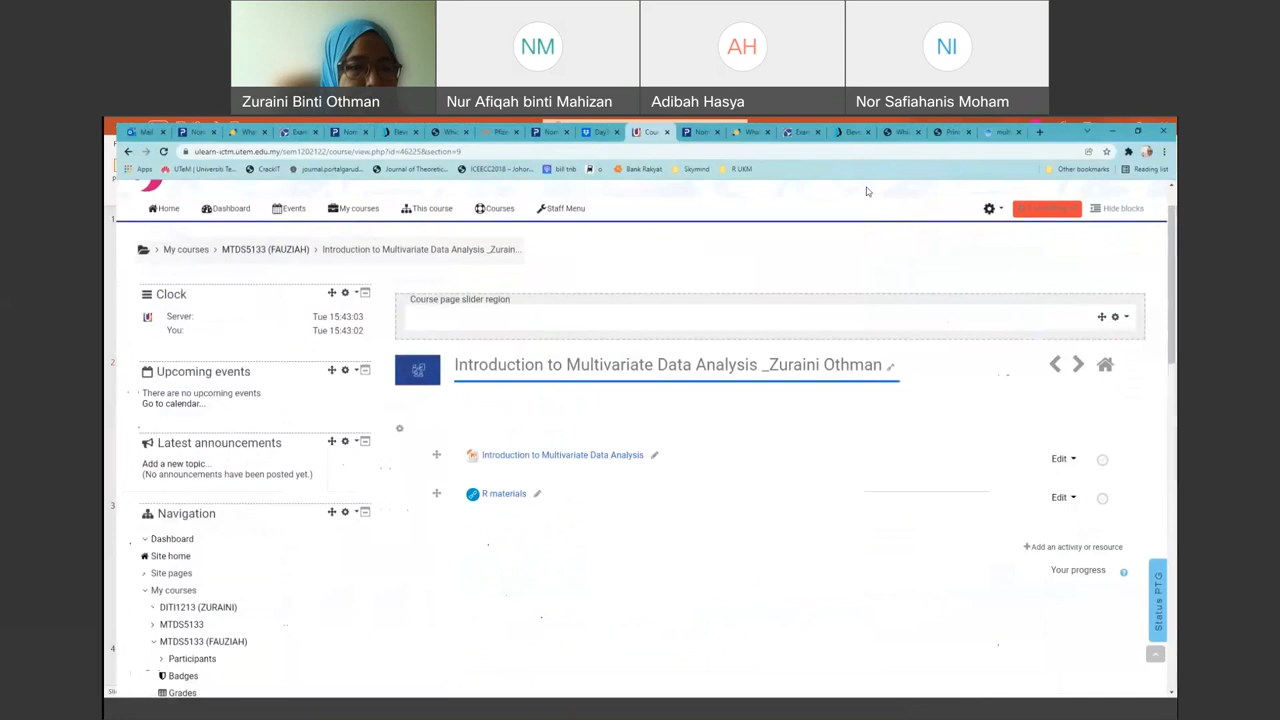 NM
AH
NI
Zuraini Binti Othman
Nur Afiqah binti Mahizan
Adibah Hasya
Nor Safiahanis Moham
Mail
ulearn-ictm.utem.edu.my/sem1202122/course/view.php?id=46225&section=9
Apps
UTeM | Universiti Te...
CrackIT
journal.portalgarud...
Journal of Theoretic...
ICEECC2018 – Johor...
bill tnb
Bank Rakyat
Skymind
R UKM
Other bookmarks
Reading list
Home
Dashboard
Events
My courses
This course
Courses
Staff Menu
Hide blocks
My courses
MTDS5133 (FAUZIAH)
Introduction to Multivariate Data Analysis _Zurain...
Clock
Server: Tue 15:43:03
You: Tue 15:43:02
Course page slider region
Introduction to Multivariate Data Analysis _Zuraini Othman
Upcoming events
There are no upcoming events
Go to calendar...
Latest announcements
Add a new topic...
(No announcements have been posted yet.)
Introduction to Multivariate Data Analysis
Edit
R materials
Edit
Add an activity or resource
Your progress
Status PTG
Navigation
Dashboard
Site home
Site pages
My courses
DITI1213 (ZURAINI)
MTDS5133
MTDS5133 (FAUZIAH)
Participants
Badges
Grades
1
2
3
4